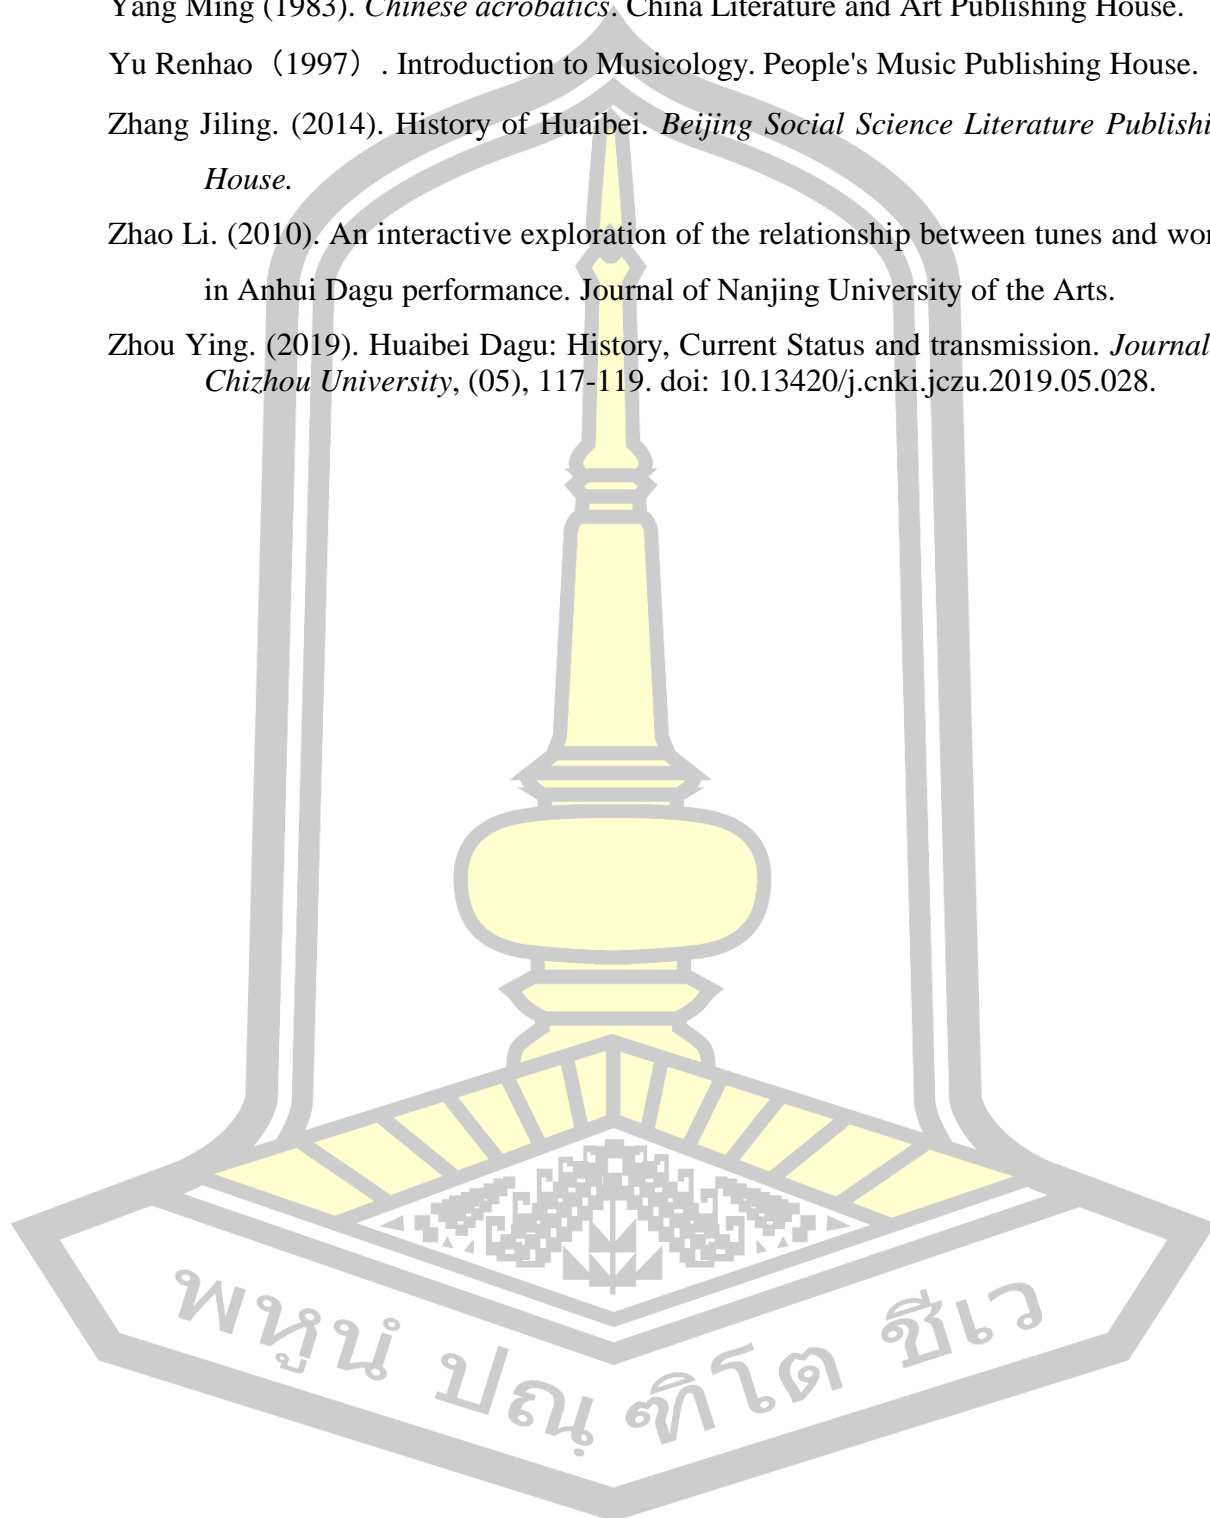 Yang Ming (1983). Chinese acrobatics. China Literature and Art Publishing House.
Yu Renhao（1997）. Introduction to Musicology. People's Music Publishing House.
Zhang Jiling. (2014). History of Huaibei. Beijing Social Science Literature
House.
Zhao Li. (2010). An interactive exploration of the relationship between tunes and
in Anhui Dagu performance. Journal of Nanjing University of the Arts.
Zhou Ying. (2019). Huaibei Dagu: History, Current Status and transmission. Journal
Chizhou University, (05), 117-119. doi: 10.13420/j.cnki.jczu.2019.05.028.
พหูนํ ปณฺฑิโต ชีเว